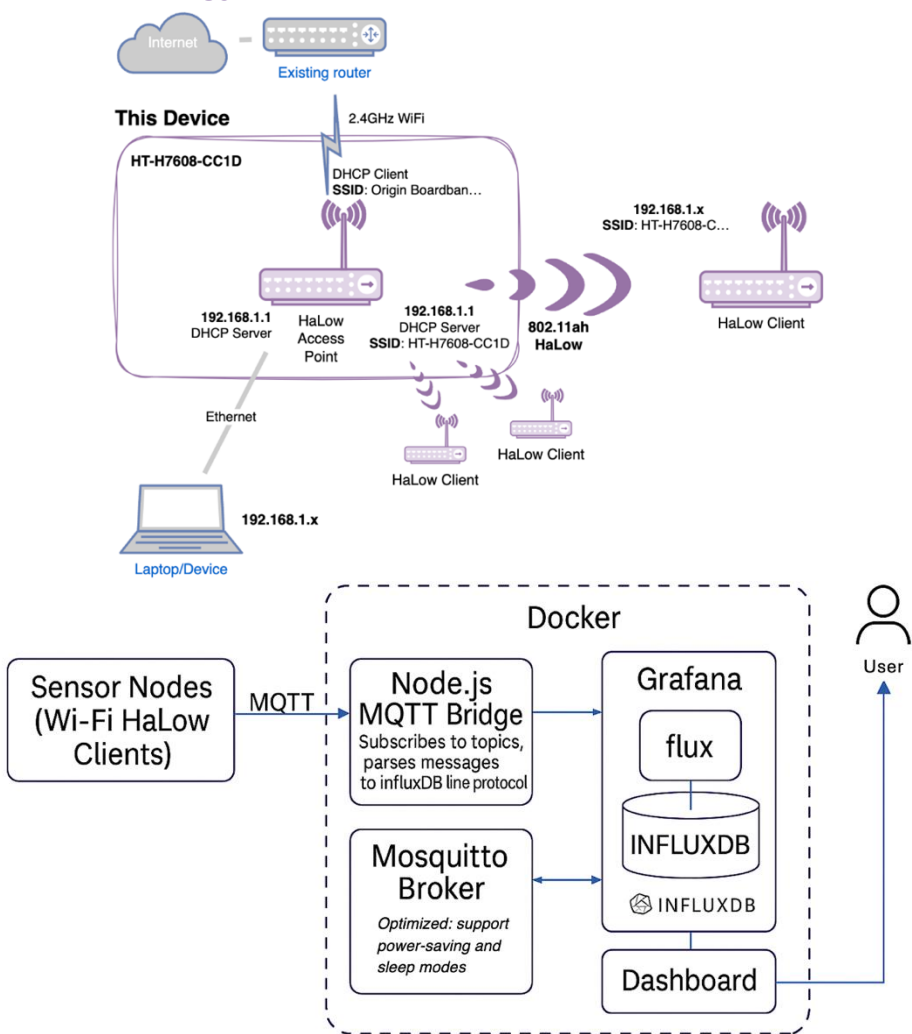 Internet
Existing router
This Device
2.4GHz WiFi
HT-H7608-CC1D
DHCP Client
SSID: Origin Boardban...
192.168.1.x
SSID: HT-H7608-C...
192.168.1.1
DHCP Server
HaLow
Access
Point
192.168.1.1
DHCP Server
SSID: HT-H7608-CC1D
802.11ah
HaLow
HaLow Client
Ethernet
HaLow Client
HaLow Client
192.168.1.x
Laptop/Device
Docker
User
Sensor Nodes
(Wi-Fi HaLow
Clients)
MQTT
Node.js
MQTT Bridge
Subscribes to topics,
parses messages
to influxDB line protocol
Grafana
flux
INFLUXDB
INFLUXDB
Mosquitto
Broker
Optimized: support
power-saving and
sleep modes
Dashboard